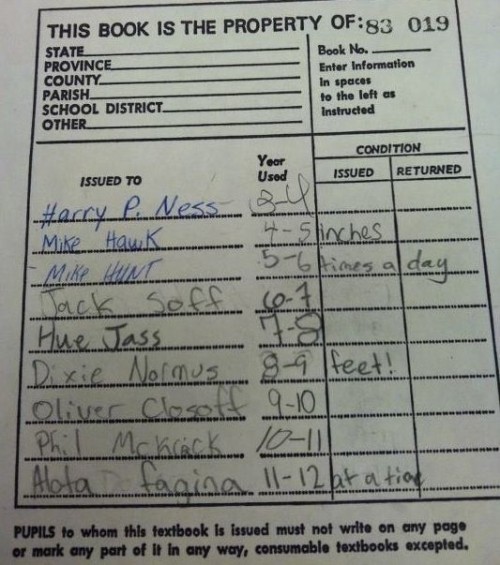 THIS BOOK IS THE PROPERTY OF: 83 019
STATE
PROVINCE
COUNTY
PARISH
SCHOOL DISTRICT
OTHER
Book No.
Enter Information
in spaces
to the left as
instructed
ISSUED TO
Year
Used
CONDITION
ISSUED RETURNED
Harry P. Ness 3-4
Mike Hawk 4-5 inches
Mike HUNT 5-6 times a day
Jack Soff 6-7
Hue Jass 7-8
Dixie Normus 8-9 feet!
Oliver Closoff 9-10
Phil McKrack 10-11
Alota fagina 11-12 at a time
PUPILS to whom this textbook is issued must not write on any page
or mark any part of it in any way, consumable textbooks excepted.